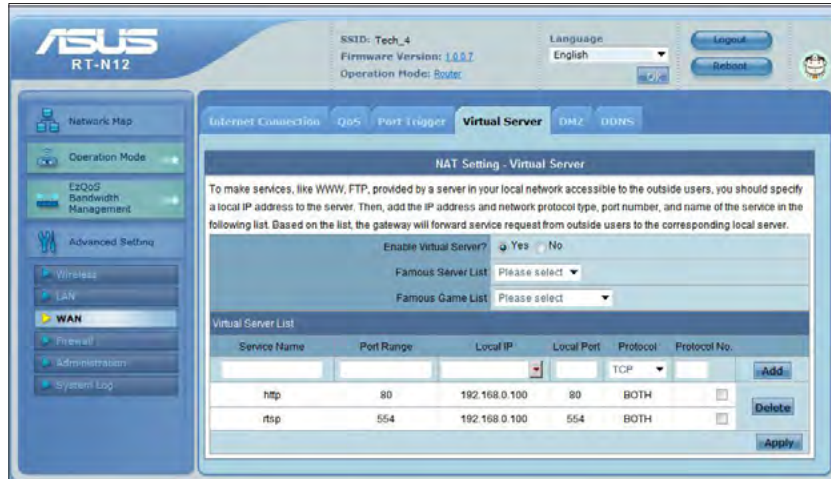 ASUS
RT-N12
SSID: Tech_4
Firmware Version: 1.0.0.7
Operation Mode: Router
Language
English
OK
Logout
Reboot
Network Map
Operation Mode
EzQoS
Bandwidth
Management
Advanced Setting
Wireless
LAN
WAN
Firewall
Administration
System Log
Internet Connection QoS Port Trigger Virtual Server DMZ DDNS
NAT Setting - Virtual Server
To make services, like WWW, FTP, provided by a server in your local network accessible to the outside users, you should specify
a local IP address to the server. Then, add the IP address and network protocol type, port number, and name of the service in the
following list. Based on the list, the gateway will forward service request from outside users to the corresponding local server.
Enable Virtual Server? Yes No
Famous Server List Please select
Famous Game List Please select
Virtual Server List
Service Name Port Range Local IP Local Port Protocol Protocol No.
TCP Add
http 80 192.168.0.100 80 BOTH
rtsp 554 192.168.0.100 554 BOTH
Delete
Apply